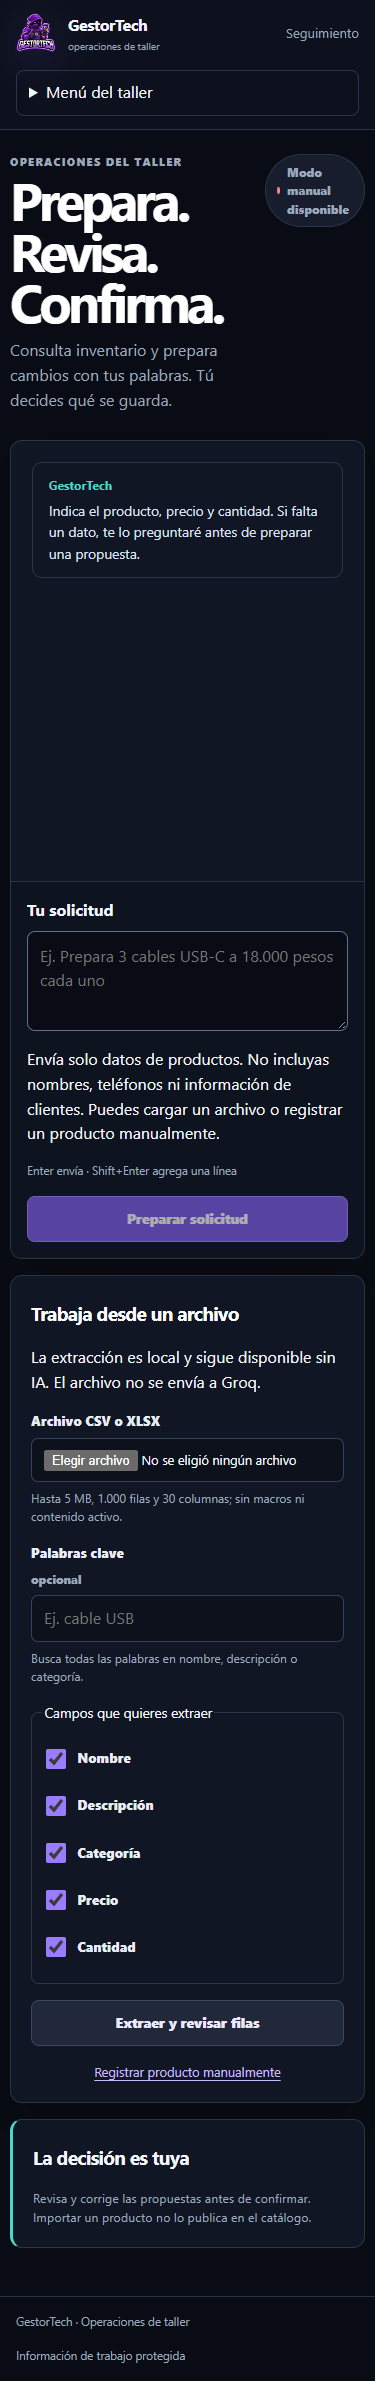 GESTORTECH
GestorTech
operaciones de taller
Seguimiento
Menú del taller
OPERACIONES DEL TALLER
Modo
manual
disponible
Prepara.
Revisa.
Confirma.
Consulta inventario y prepara
cambios con tus palabras. Tú
decides qué se guarda.
GestorTech
Indica el producto, precio y cantidad. Si falta
un dato, te lo preguntaré antes de preparar
una propuesta.
Tu solicitud
Ej. Prepara 3 cables USB-C a 18.000 pesos
cada uno
Envía solo datos de productos. No incluyas
nombres, teléfonos ni información de
clientes. Puedes cargar un archivo o registrar
un producto manualmente.
Enter envía · Shift+Enter agrega una línea
Preparar solicitud
Trabaja desde un archivo
La extracción es local y sigue disponible sin
IA. El archivo no se envía a Groq.
Archivo CSV o XLSX
Elegir archivo No se eligió ningún archivo
Hasta 5 MB, 1.000 filas y 30 columnas; sin macros ni
contenido activo.
Palabras clave
opcional
Ej. cable USB
Busca todas las palabras en nombre, descripción o
categoría.
Campos que quieres extraer
Nombre
Descripción
Categoría
Precio
Cantidad
Extraer y revisar filas
Registrar producto manualmente
La decisión es tuya
Revisa y corrige las propuestas antes de confirmar.
Importar un producto no lo publica en el catálogo.
GestorTech · Operaciones de taller
Información de trabajo protegida